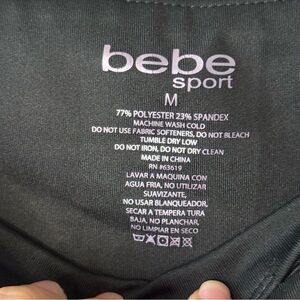 bebe
sport
M
77% POLYESTER 23% SPANDEX
MACHINE WASH COLD
DO NOT USE FABRIC SOFTENERS, DO NOT BLEACH
TUMBLE DRY LOW
DO NOT IRON, DO NOT DRY CLEAN
MADE IN CHINA
RN #63619
LAVAR A MAQUINA CON
AGUA FRIA, NO UTILIZAR
SUAVIZANTE,
NO USAR BLANQUEADOR,
SECAR A TEMPERA TURA
BAJA, NO PLANCHAR,
NO LIMPIAR EN SECO